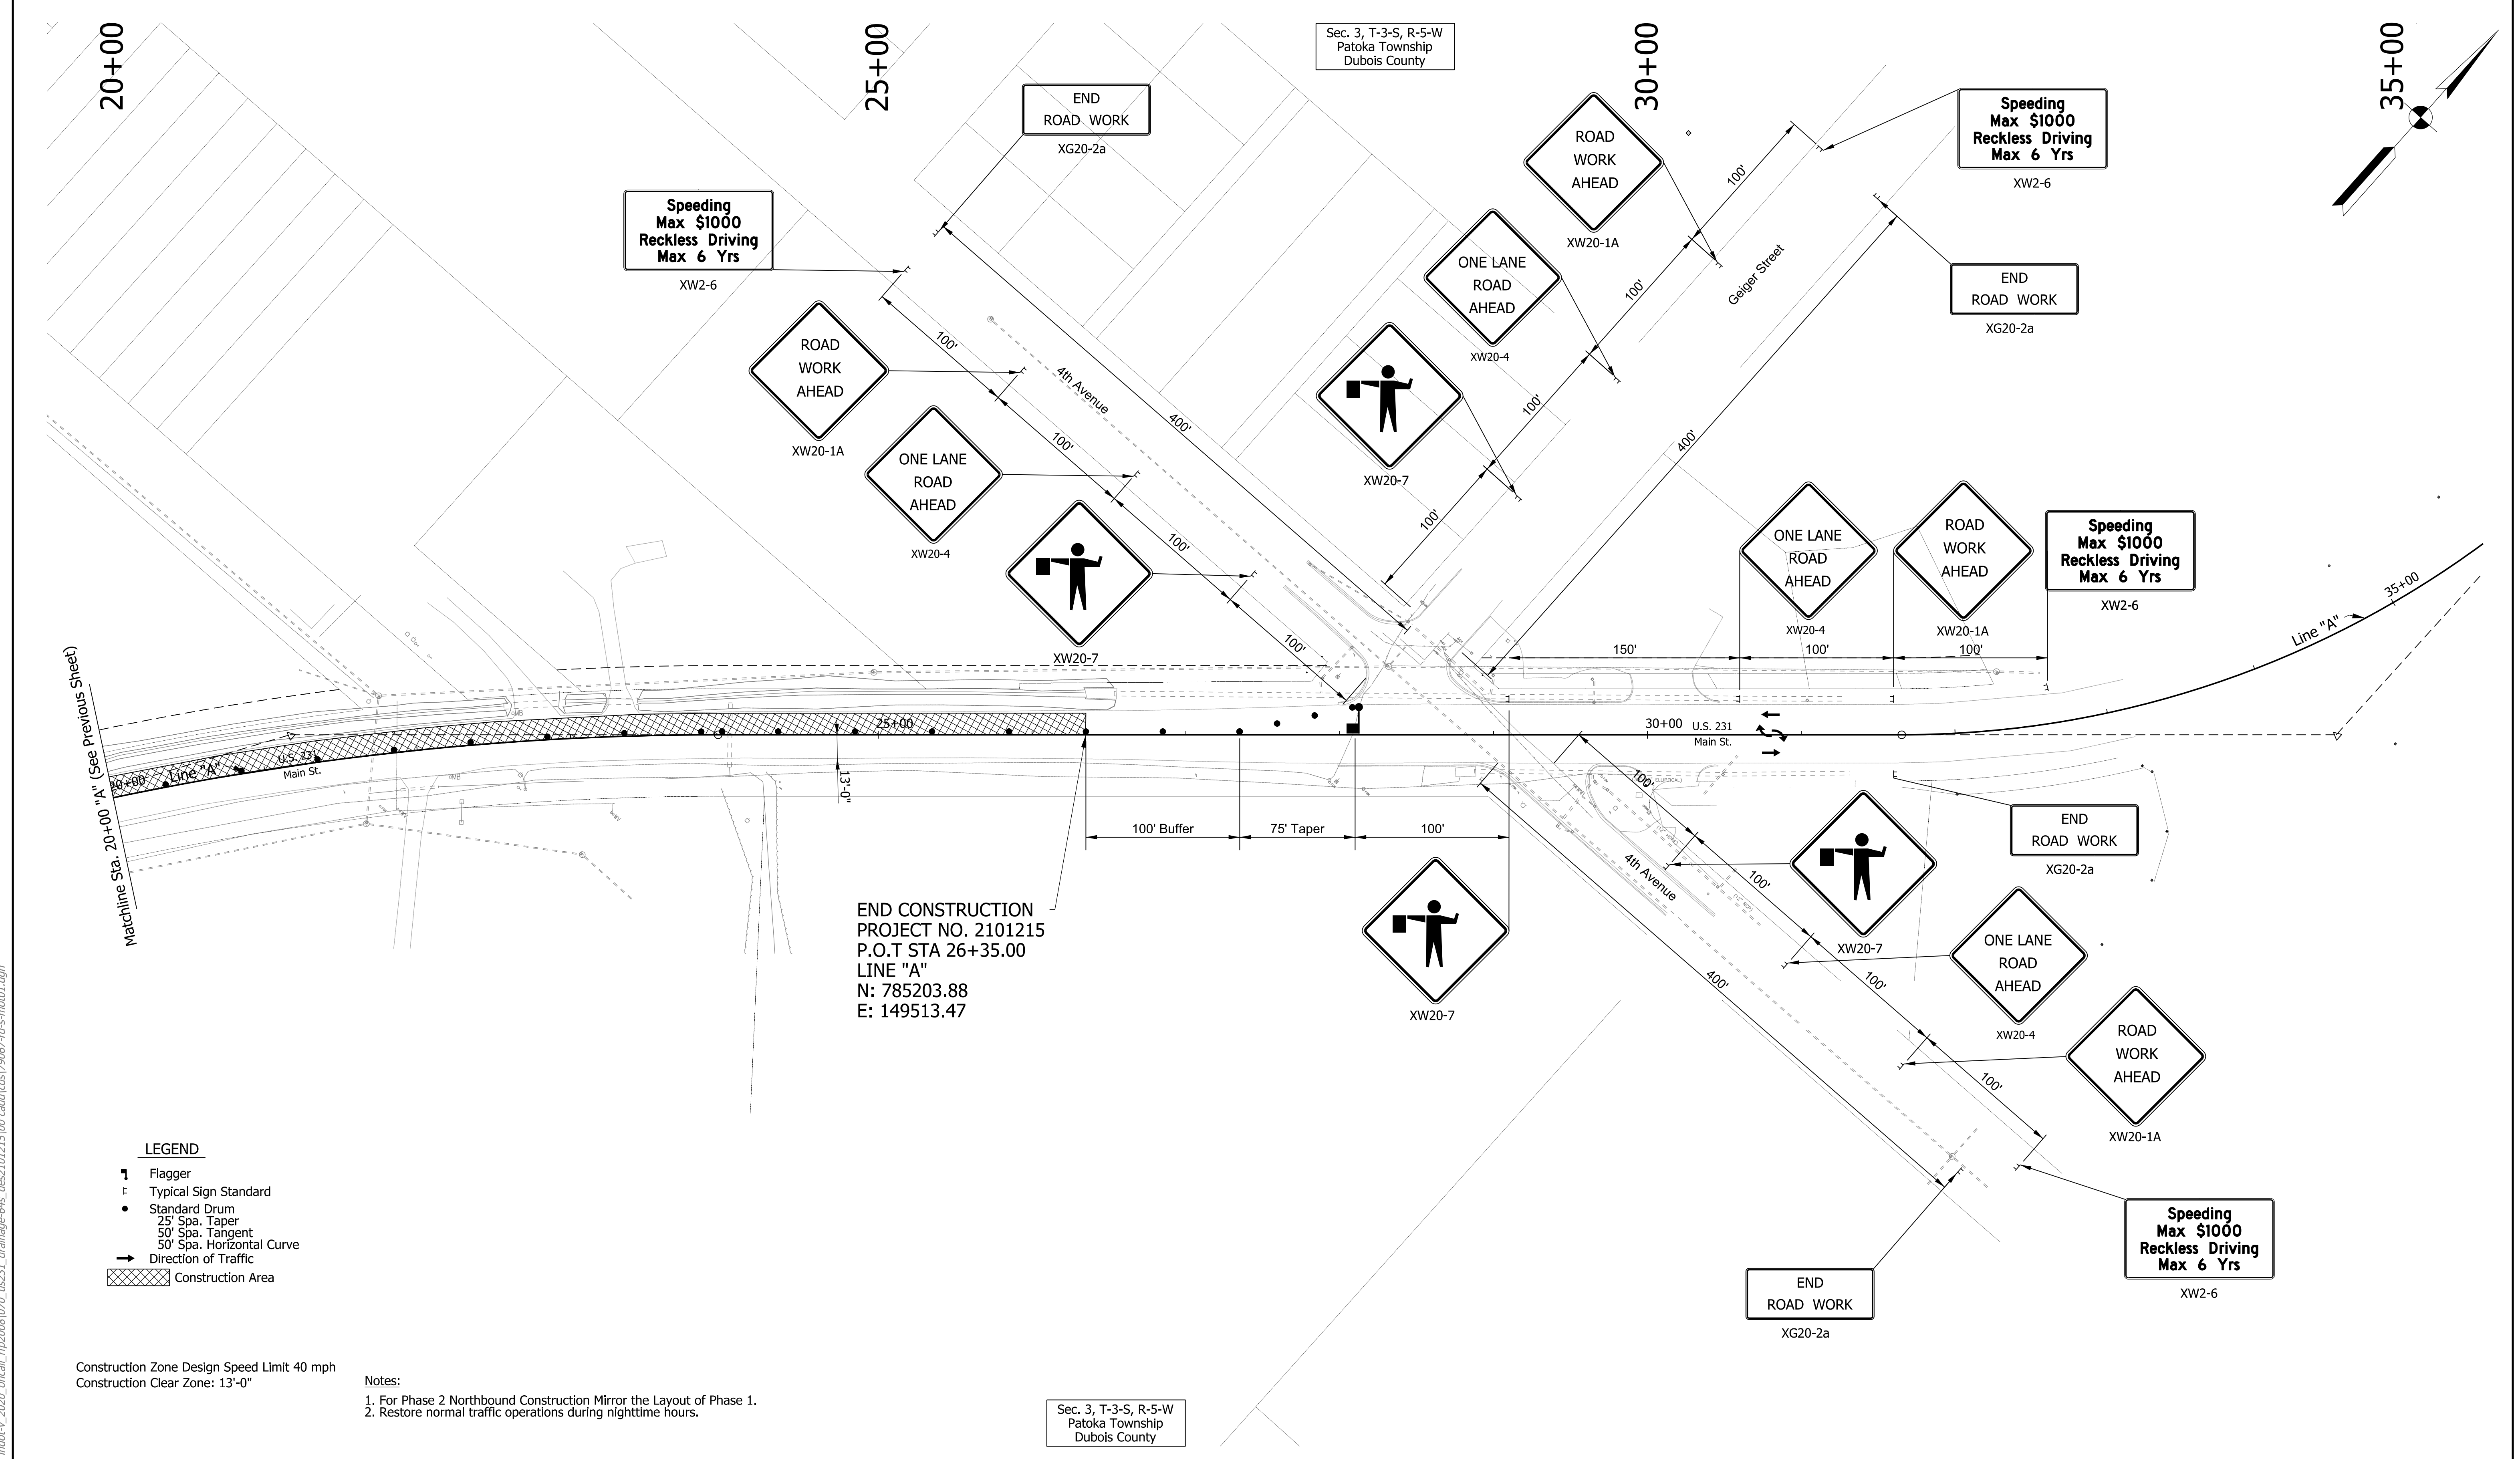 20+00
25+00
30+00
35+00
Sec. 3, T-3-S, R-5-W
Patoka Township
Dubois County
END
ROAD WORK
XG20-2a
Speeding
Max $1000
Reckless Driving
Max 6 Yrs
XW2-6
ROAD
WORK
AHEAD
XW20-1A
ONE LANE
ROAD
AHEAD
XW20-4
XW20-7
100'
100'
100'
100'
4th Avenue
400'
ROAD
WORK
AHEAD
XW20-1A
ONE LANE
ROAD
AHEAD
XW20-4
XW20-7
100'
100'
100'
100'
Geiger Street
400'
Speeding
Max $1000
Reckless Driving
Max 6 Yrs
XW2-6
END
ROAD WORK
XG20-2a
ONE LANE
ROAD
AHEAD
XW20-4
ROAD
WORK
AHEAD
XW20-1A
Speeding
Max $1000
Reckless Driving
Max 6 Yrs
XW2-6
150'
100'
100'
Line "A"
35+00
Matchline Sta. 20+00 "A" (See Previous Sheet)
20+00
Line "A"
U.S. 231
Main St.
25+00
13'-0"
30+00
U.S. 231
Main St.
100' Buffer
75' Taper
100'
END CONSTRUCTION
PROJECT NO. 2101215
P.O.T STA 26+35.00
LINE "A"
N: 785203.88
E: 149513.47
XW20-7
100'
100'
100'
100'
4th Avenue
400'
XW20-7
END
ROAD WORK
XG20-2a
ONE LANE
ROAD
AHEAD
XW20-4
ROAD
WORK
AHEAD
XW20-1A
Speeding
Max $1000
Reckless Driving
Max 6 Yrs
XW2-6
END
ROAD WORK
XG20-2a
LEGEND
Flagger
Typical Sign Standard
Standard Drum
25' Spa. Taper
50' Spa. Tangent
50' Spa. Horizontal Curve
Direction of Traffic
Construction Area
Construction Zone Design Speed Limit 40 mph
Construction Clear Zone: 13'-0"
Notes:
1. For Phase 2 Northbound Construction Mirror the Layout of Phase 1.
2. Restore normal traffic operations during nighttime hours.
Sec. 3, T-3-S, R-5-W
Patoka Township
Dubois County